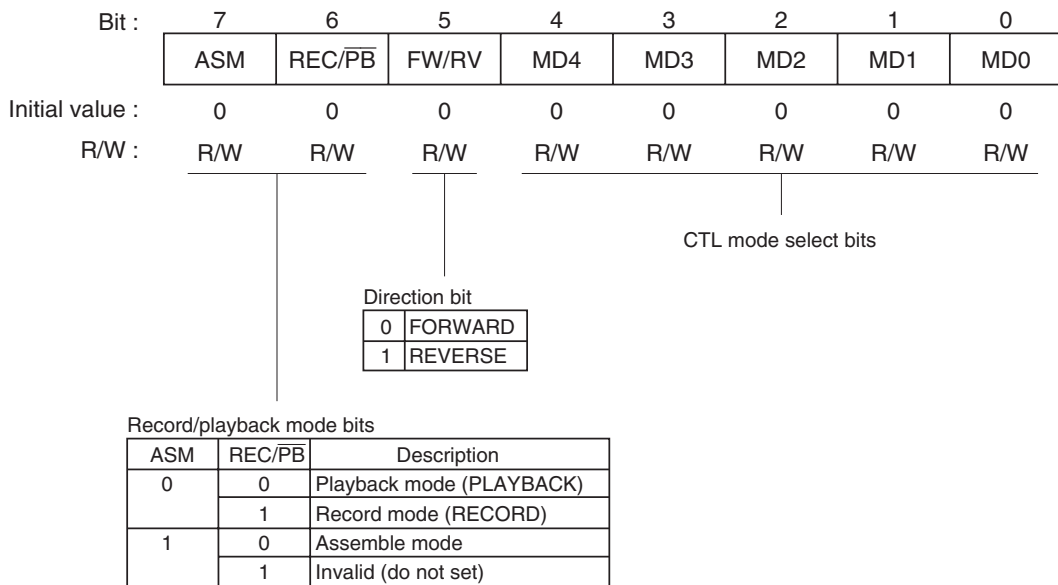 Bit : 7 6 5 4 3 2 1 0
ASM REC/P̅B̅ FW/RV MD4 MD3 MD2 MD1 MD0
Initial value : 0 0 0 0 0 0 0 0
R/W : R/W R/W R/W R/W R/W R/W R/W R/W
CTL mode select bits
Direction bit
0 FORWARD
1 REVERSE
Record/playback mode bits
ASM REC/P̅B̅ Description
0 0 Playback mode (PLAYBACK)
1 Record mode (RECORD)
1 0 Assemble mode
1 Invalid (do not set)